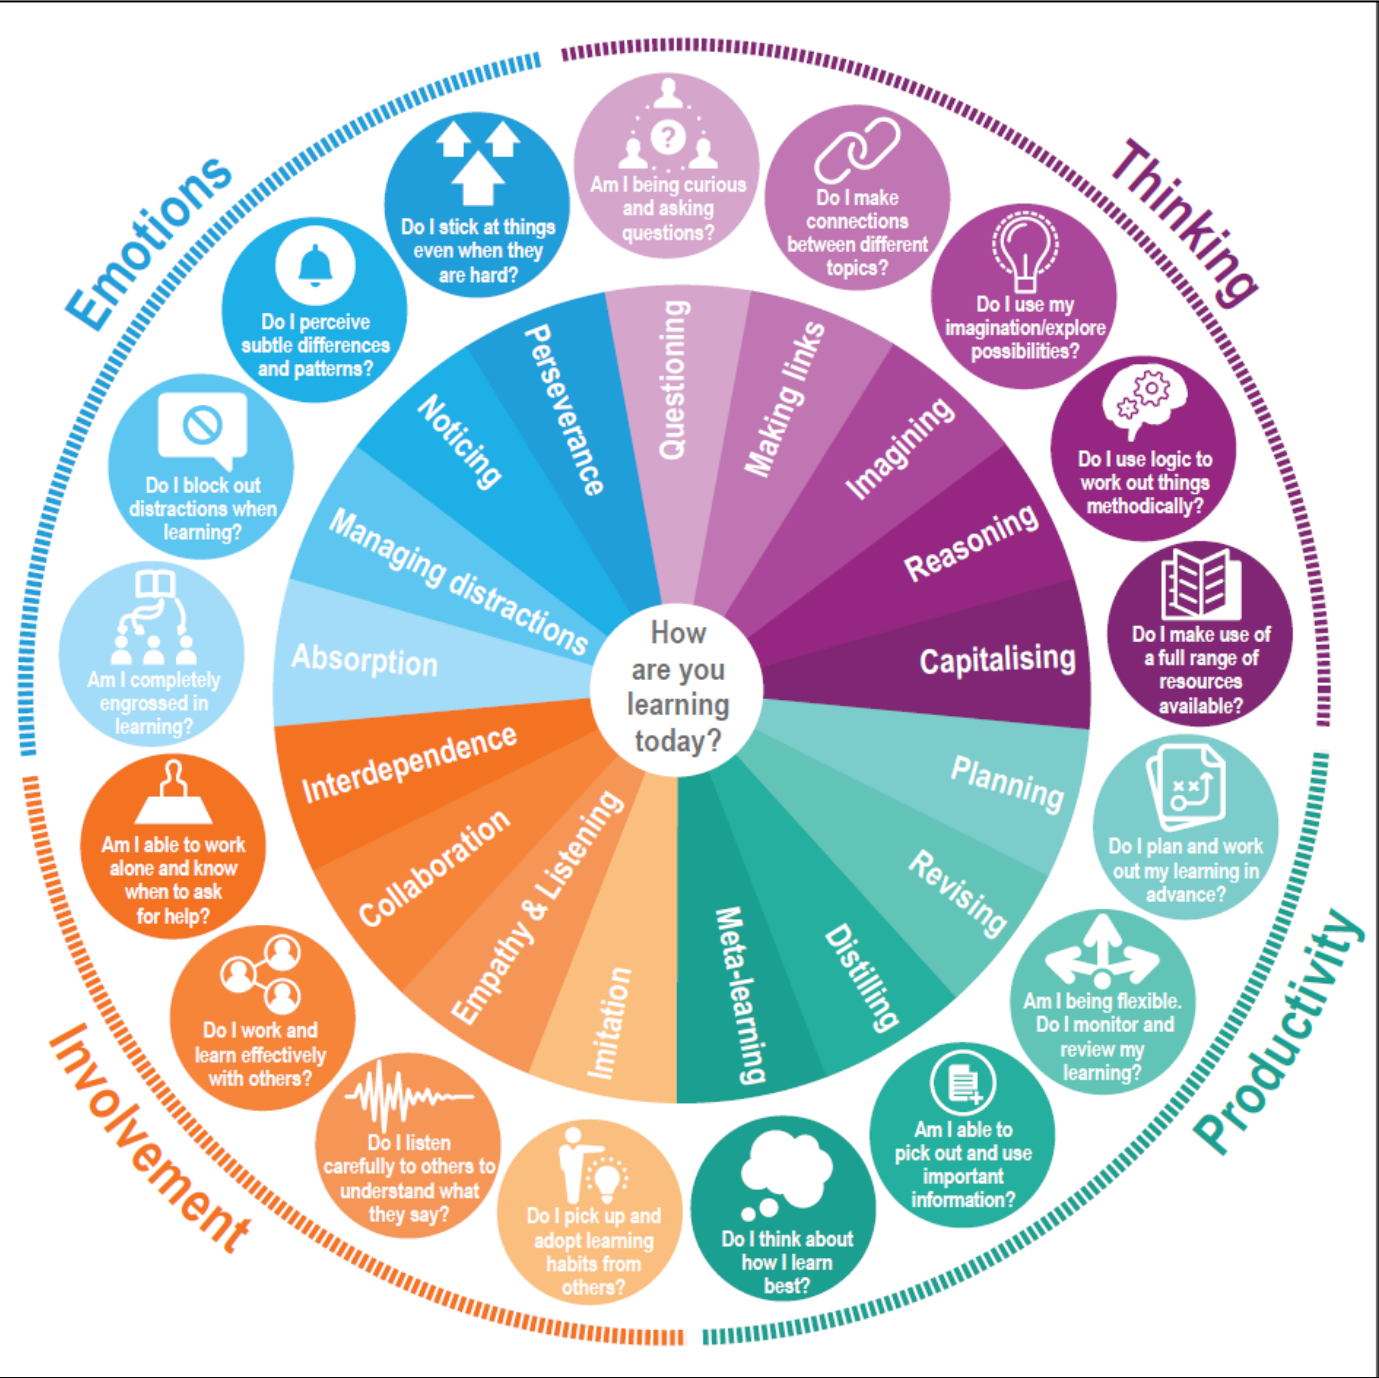 Emotions
Thinking
Productivity
Involvement
How
are you
learning
today?
Questioning
Making links
Imagining
Reasoning
Capitalising
Planning
Revising
Distilling
Meta-learning
Imitation
Empathy & Listening
Collaboration
Interdependence
Absorption
Managing distractions
Noticing
Perseverance
?
Am I being curious
and asking
questions?
Do I make
connections
between different
topics?
Do I use my
imagination/explore
possibilities?
Do I use logic to
work out things
methodically?
Do I make use of
a full range of
resources
available?
x x
Do I plan and work
out my learning in
advance?
Am I being flexible.
Do I monitor and
review my
learning?
Am I able to
pick out and use
important
information?
Do I think about
how I learn
best?
Do I pick up and
adopt learning
habits from
others?
Do I listen
carefully to others to
understand what
they say?
Do I work and
learn effectively
with others?
Am I able to work
alone and know
when to ask
for help?
Am I completely
engrossed in
learning?
Do I block out
distractions when
learning?
Do I perceive
subtle differences
and patterns?
Do I stick at things
even when they
are hard?